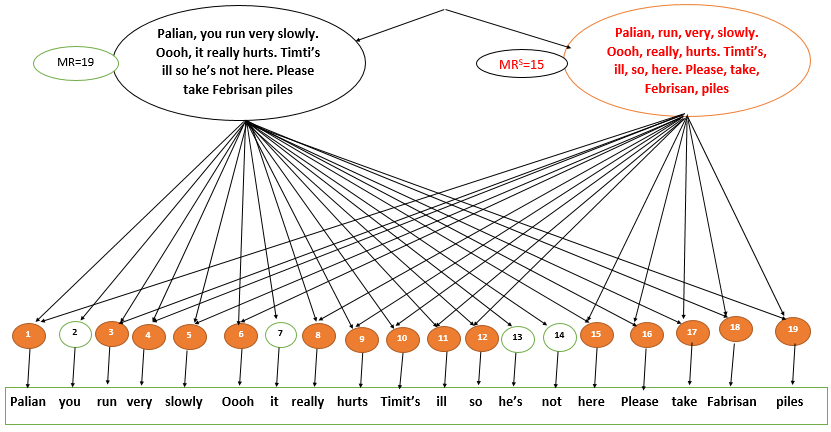 Palian, you run very slowly.
Oooh, it really hurts. Timti's
ill so he's not here. Please
take Febrisan piles
MR=19
Palian, run, very, slowly.
Oooh, really, hurts. Timti's,
ill, so, here. Please, take,
Febrisan, piles
MRˢ=15
1 2 3 4 5 6 7 8 9 10 11 12 13 14 15 16 17 18 19
Palian you run very slowly Oooh it really hurts Timit's ill so he's not here Please take Fabrisan piles